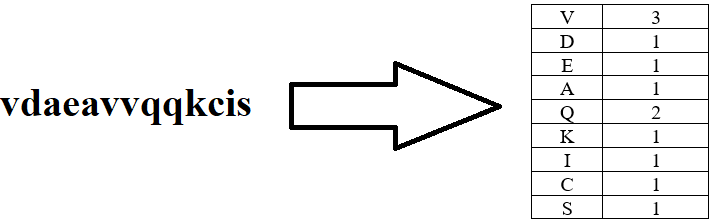 vdaeavvqqkcis
V 3
D 1
E 1
A 1
Q 2
K 1
I 1
C 1
S 1